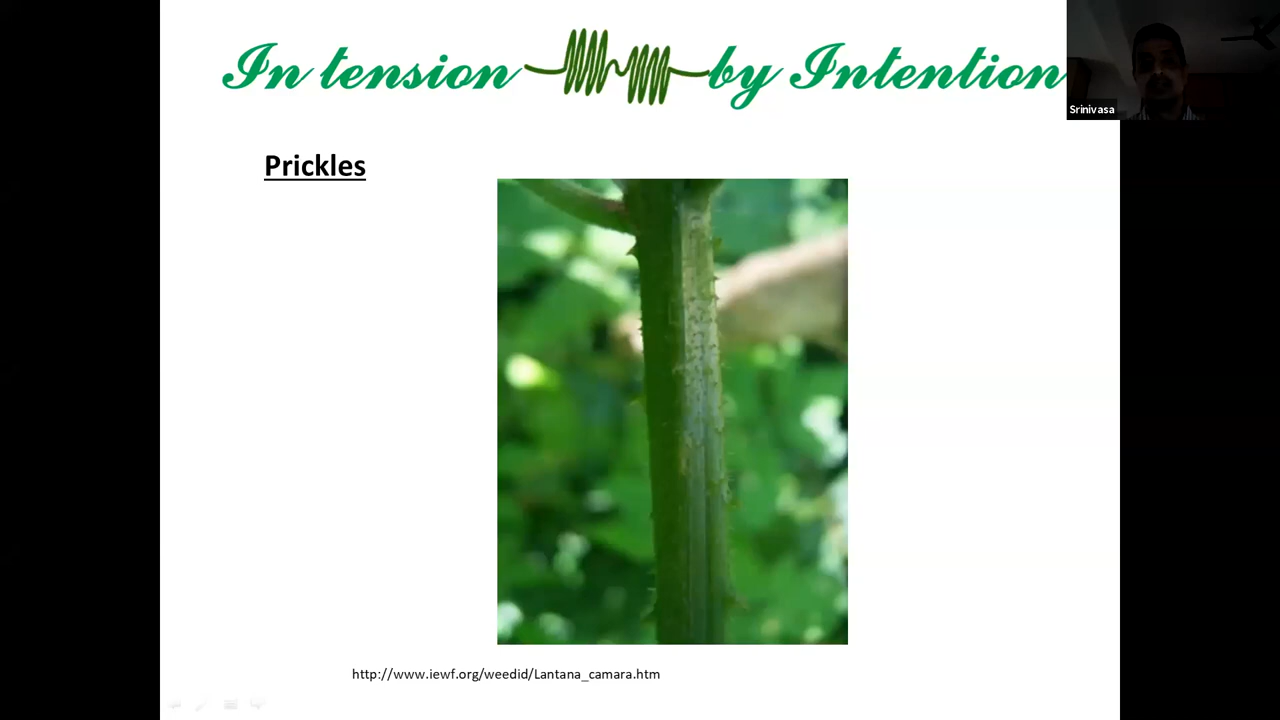 In tension by Intention
Srinivasa
Prickles
http://www.iewf.org/weedid/Lantana_camara.htm